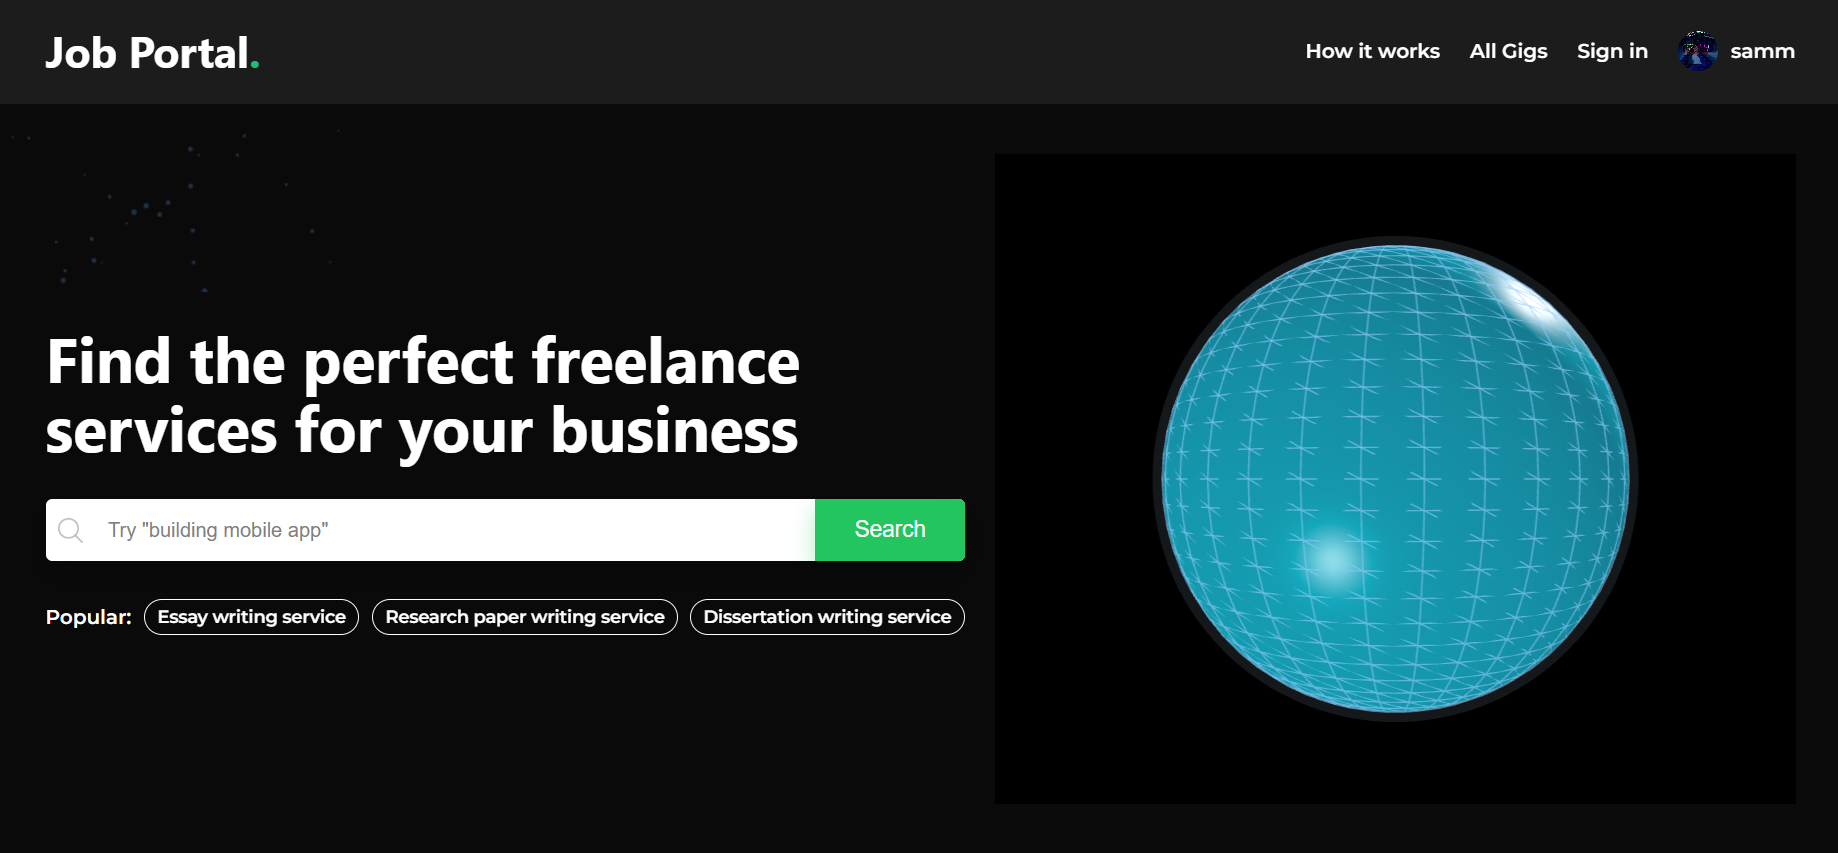 Job Portal.
How it works All Gigs Sign in samm
Find the perfect freelance
services for your business
Try "building mobile app" Search
Popular: Essay writing service Research paper writing service Dissertation writing service